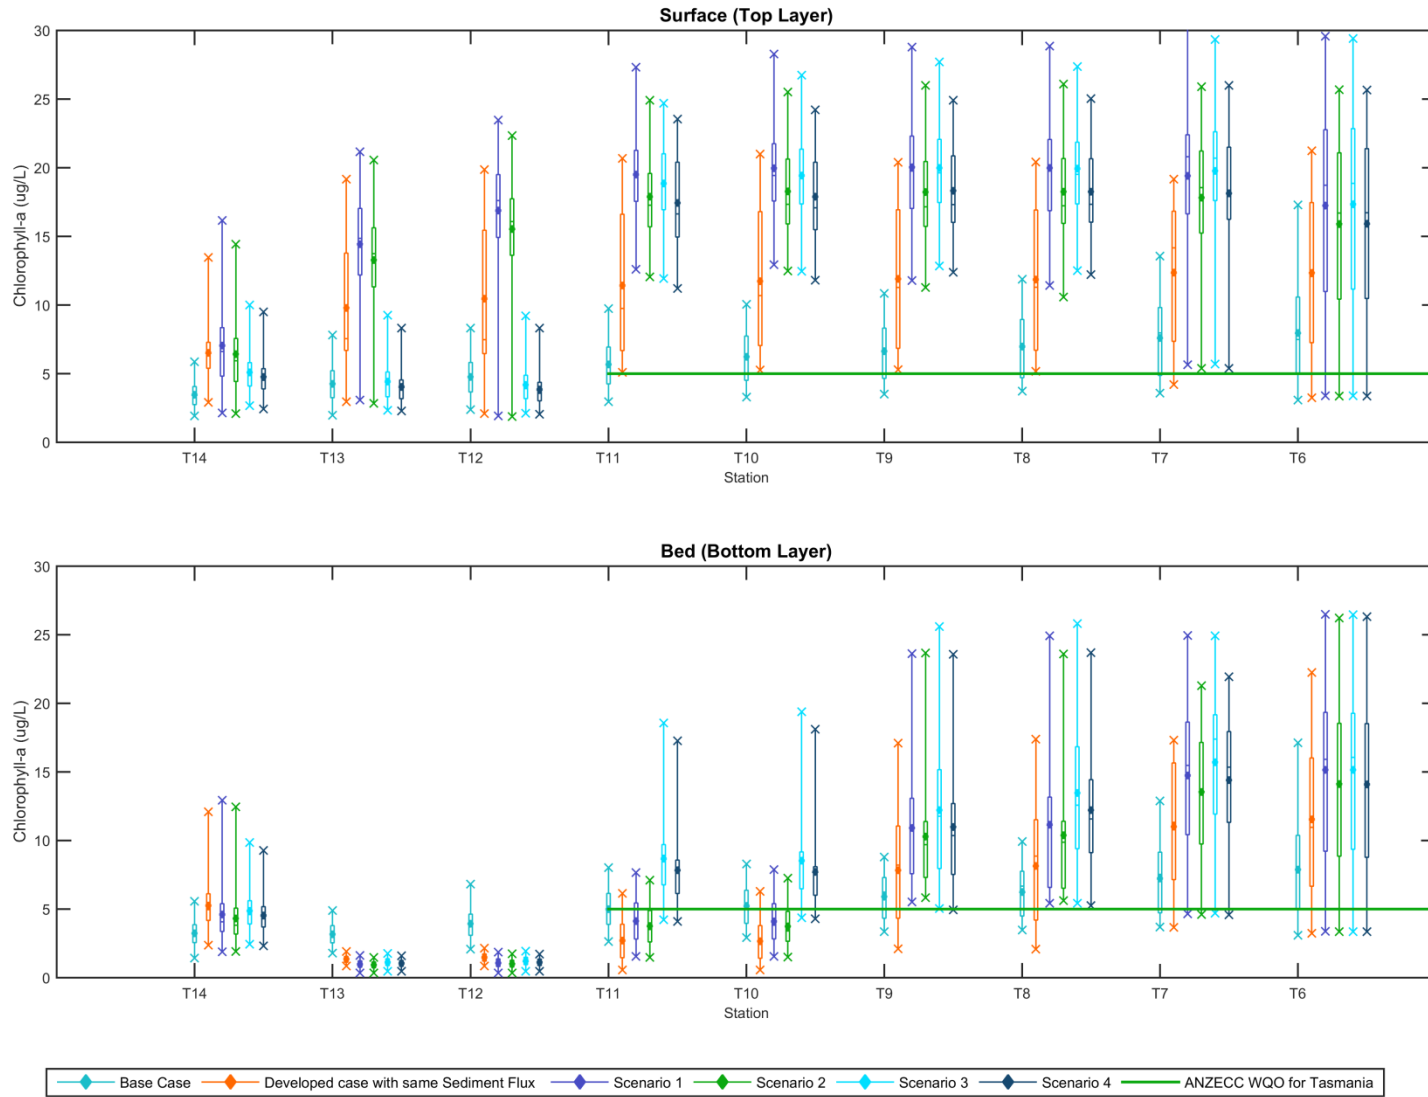 Surface (Top Layer)
30
25
20
15
10
5
0
Chlorophyll-a (ug/L)
T14 T13 T12 T11 T10 T9 T8 T7 T6
Station
Bed (Bottom Layer)
30
25
20
15
10
5
0
Chlorophyll-a (ug/L)
T14 T13 T12 T11 T10 T9 T8 T7 T6
Station
Base Case Developed case with same Sediment Flux Scenario 1 Scenario 2 Scenario 3 Scenario 4 ANZECC WQO for Tasmania